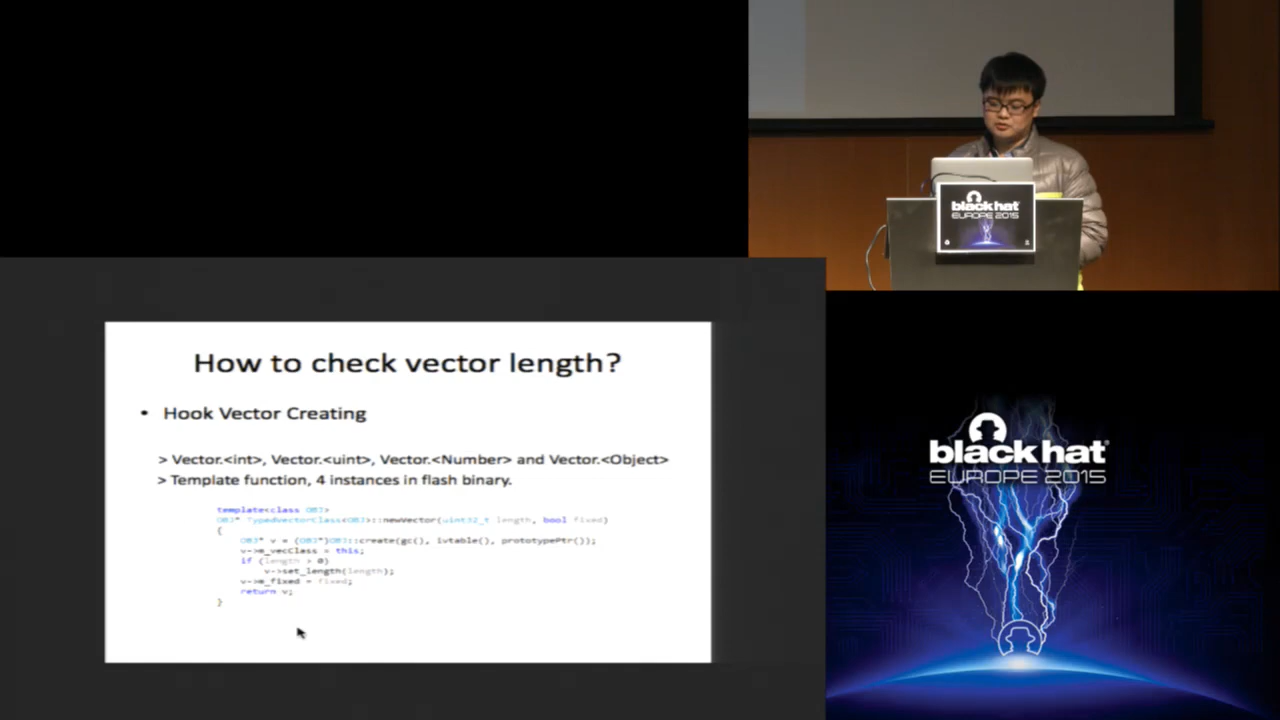 black hat
EUROPE 2015
How to check vector length?
• Hook Vector Creating
> Vector.<int>, Vector.<uint>, Vector.<Number> and Vector.<Object>
> Template function, 4 instances in flash binary.
template<class OBJ>
OBJ* TypedVectorClass<OBJ>::newVector(uint32_t length, bool fixed)
{
OBJ* v = (OBJ*)OBJ::create(gc(), ivtable(), prototypePtr());
v->m_vecClass = this;
if (length > 0)
v->set_length(length);
v->m_fixed = fixed;
return v;
}
black hat
EUROPE 2015